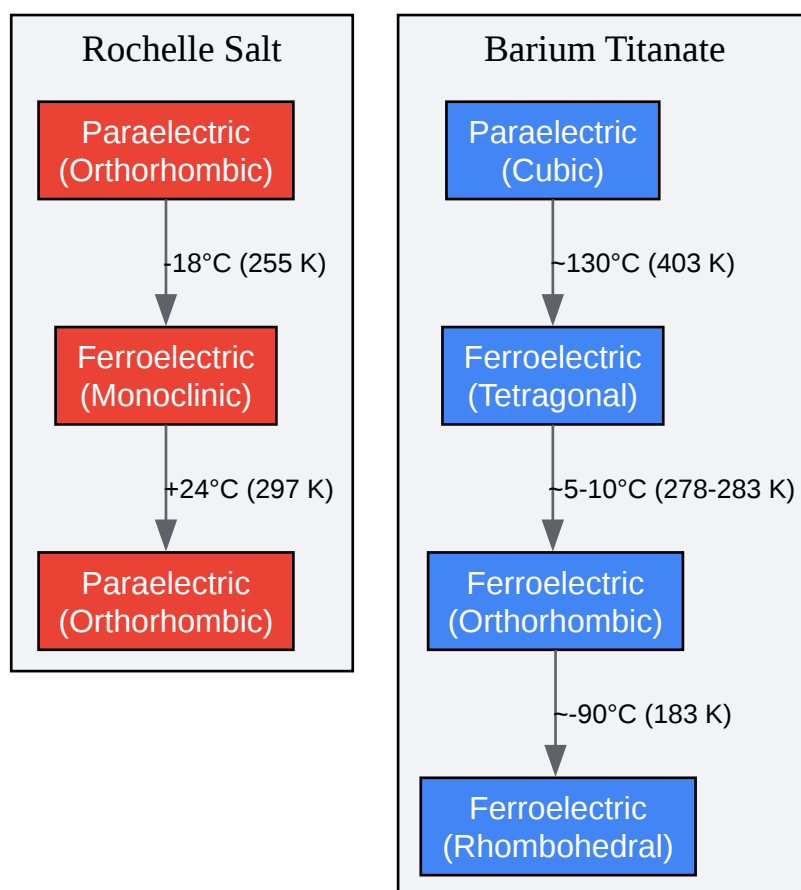 Rochelle Salt
Paraelectric
(Orthorhombic)
-18°C (255 K)
Ferroelectric
(Monoclinic)
+24°C (297 K)
Paraelectric
(Orthorhombic)
Barium Titanate
Paraelectric
(Cubic)
~130°C (403 K)
Ferroelectric
(Tetragonal)
~5-10°C (278-283 K)
Ferroelectric
(Orthorhombic)
~-90°C (183 K)
Ferroelectric
(Rhombohedral)